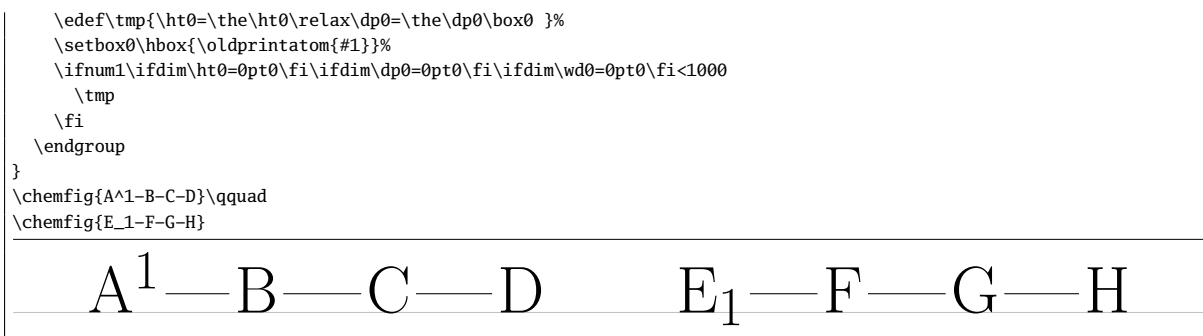 \edef\tmp{\ht0=\the\ht0\relax\dp0=\the\dp0\box0 }%
\setbox0\hbox{\oldprintatom{#1}}%
\ifnum1\ifdim\ht0=0pt0\fi\ifdim\dp0=0pt0\fi\ifdim\wd0=0pt0\fi<1000
\tmp
\fi
\endgroup
}
\chemfig{A^1-B-C-D}\qquad
\chemfig{E_1-F-G-H}
A¹—B—C—D E₁—F—G—H